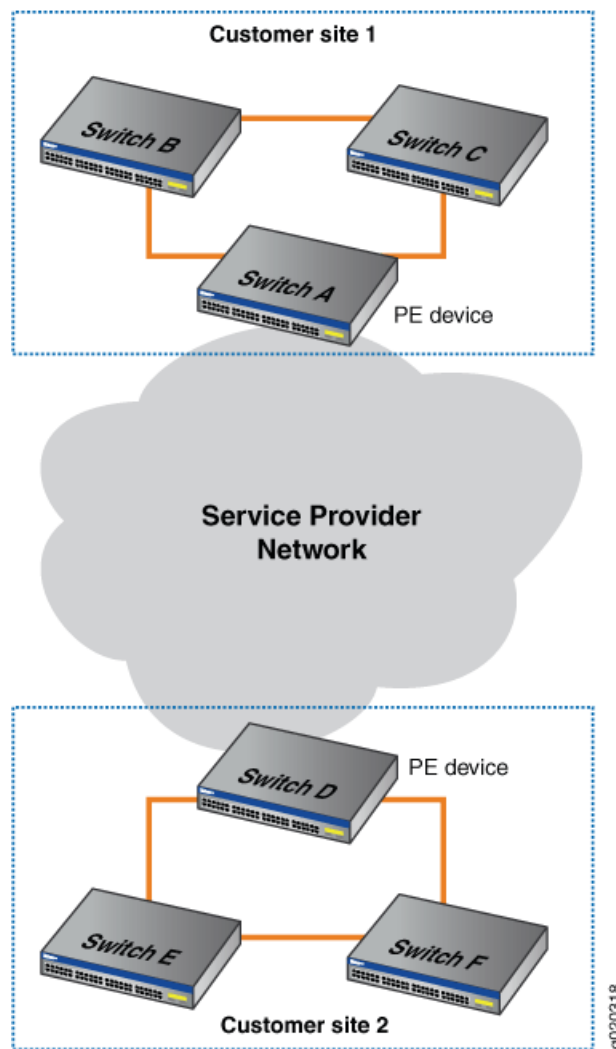 Customer site 1
Switch B
Switch C
Switch A
PE device
Service Provider
Network
Switch D
PE device
Switch E
Switch F
Customer site 2
g020318